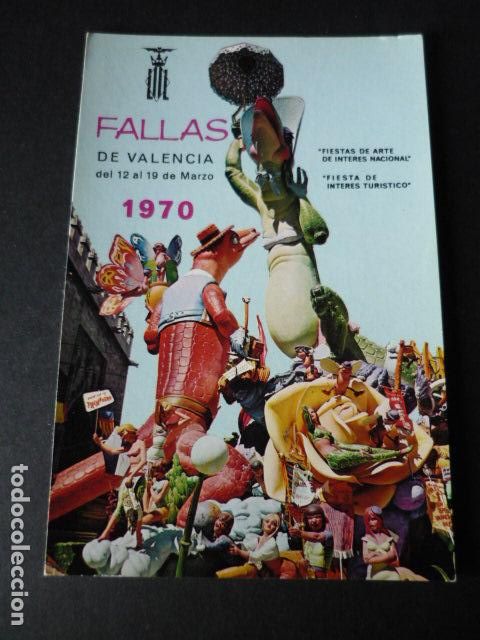 FALLAS
DE VALENCIA
del 12 al 19 de Marzo
1970
"FIESTAS DE ARTE
DE INTERES NACIONAL"
"FIESTA DE
INTERES TURISTICO"
todocoleccion.net